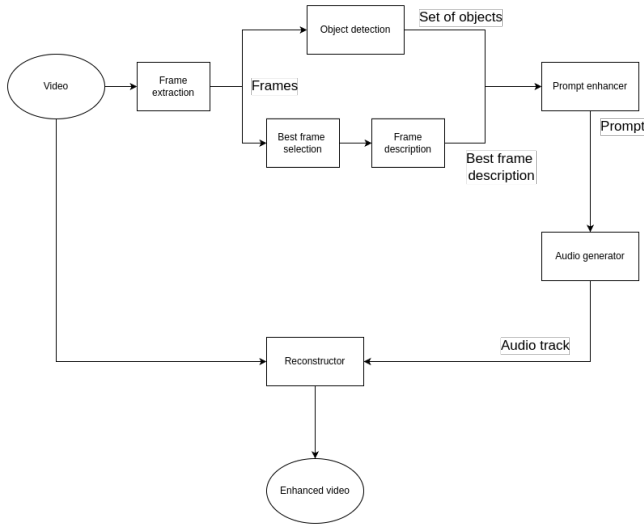 Object detection
Set of objects
Video
Frame
extraction
Frames
Prompt enhancer
Best frame
selection
Frame
description
Best frame
description
Prompt
Audio generator
Audio track
Reconstructor
Enhanced video